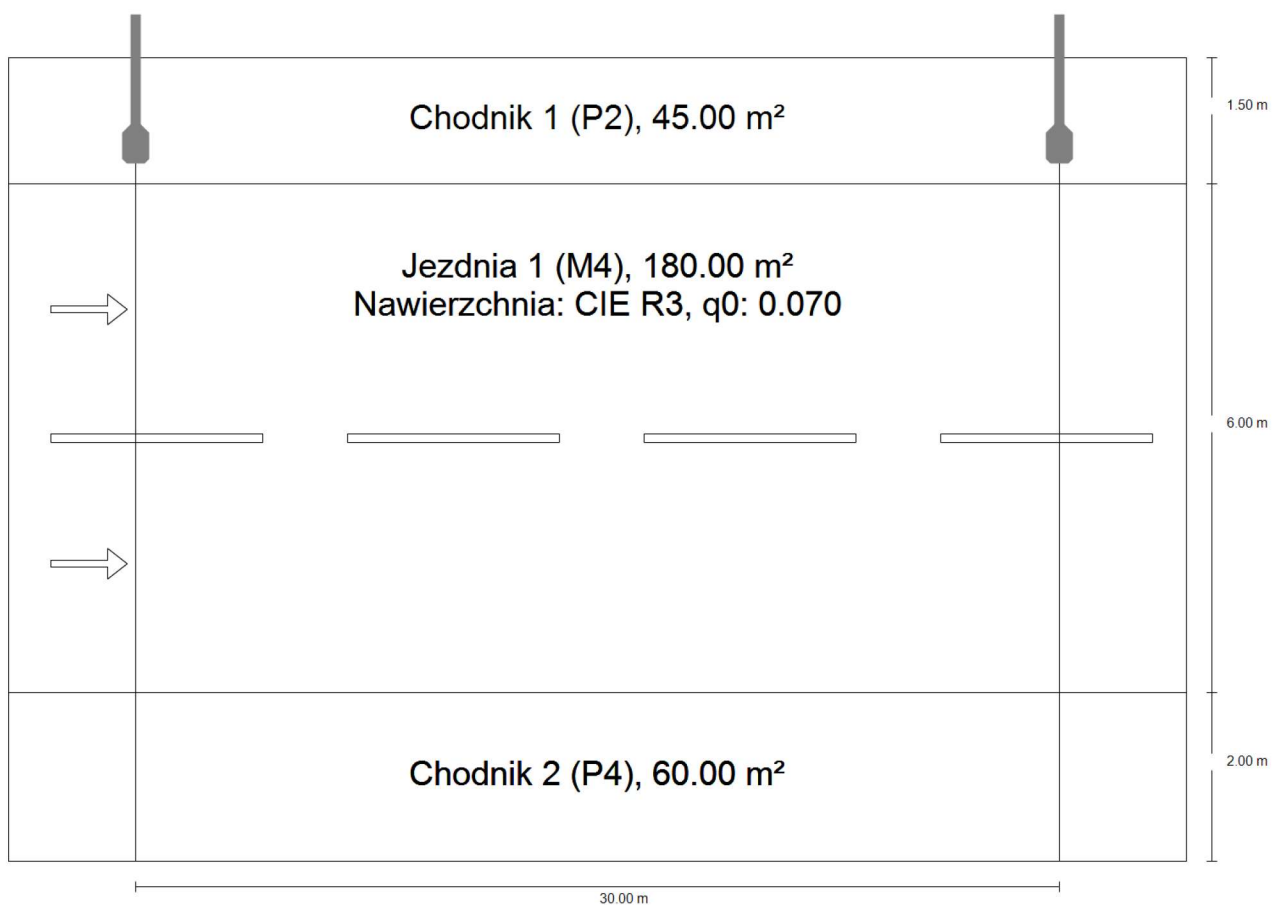 Chodnik 1 (P2), 45.00 m²
1.50 m
Jezdnia 1 (M4), 180.00 m²
Nawierzchnia: CIE R3, q0: 0.070
6.00 m
Chodnik 2 (P4), 60.00 m²
2.00 m
30.00 m